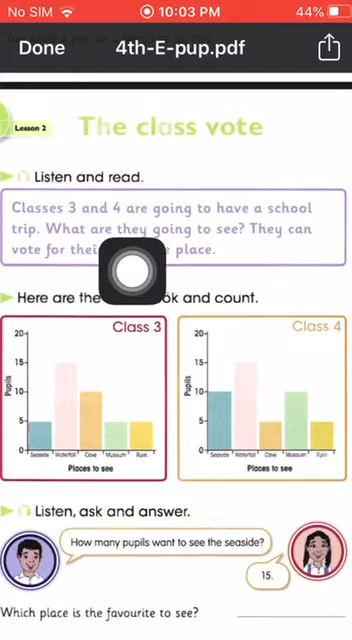 No SIM 10:03 PM 44%
Done 4th-E-pup.pdf
Lesson 2 The class vote
Listen and read.
Classes 3 and 4 are going to have a school
trip. What are they going to see? They can
vote for place.
Here are the and count.
Class 3
20
15
10
5
0
Pupils
Seaside Waterfall Cave Museum Ruin
Places to see
Class 4
20
15
10
5
0
Pupils
Seaside Waterfall Cave Museum Ruin
Places to see
Listen, ask and answer.
How many pupils want to see the seaside?
15.
Which place is the favourite to see?